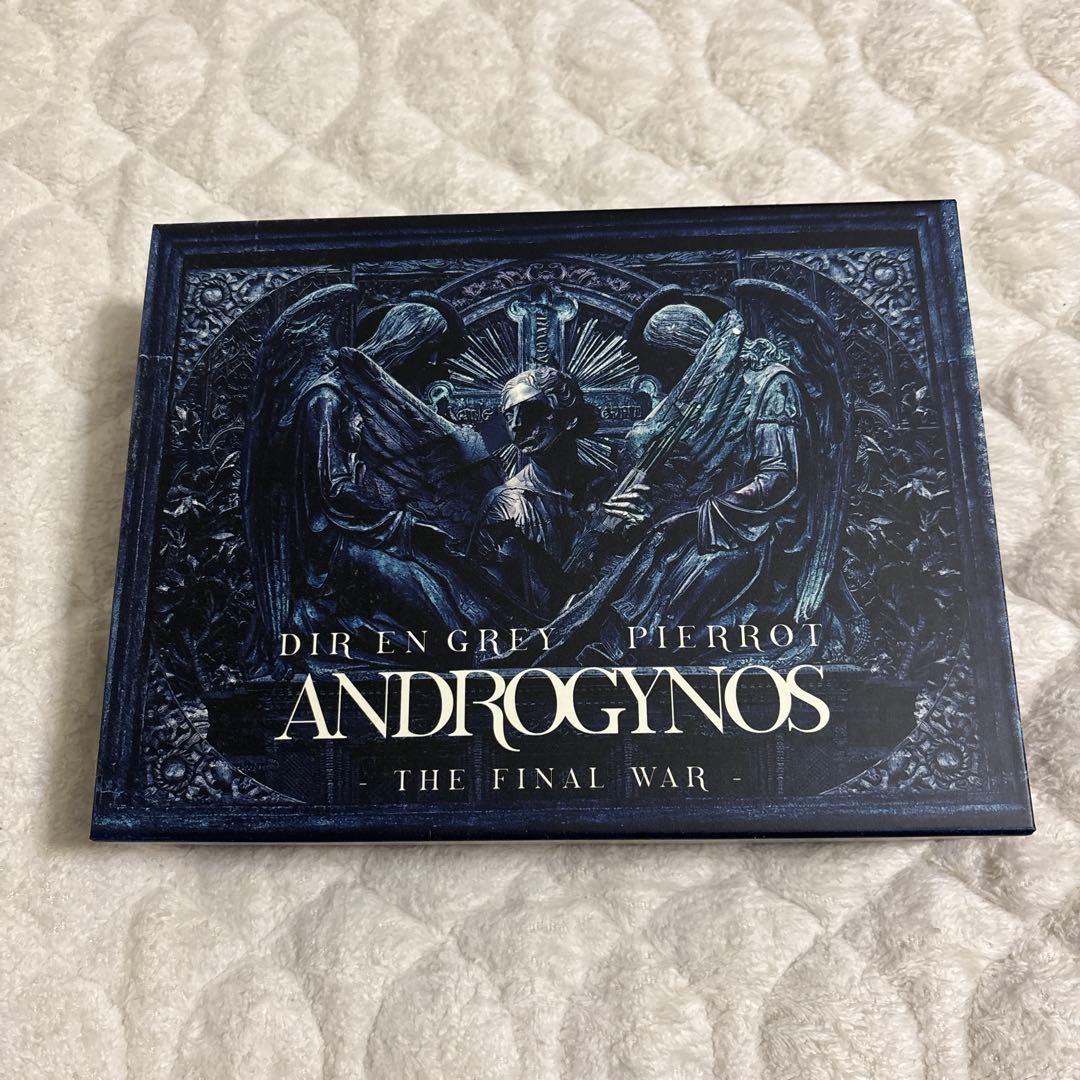 DIR EN GREY PIERROT
ANDROGYNOS
- THE FINAL WAR -